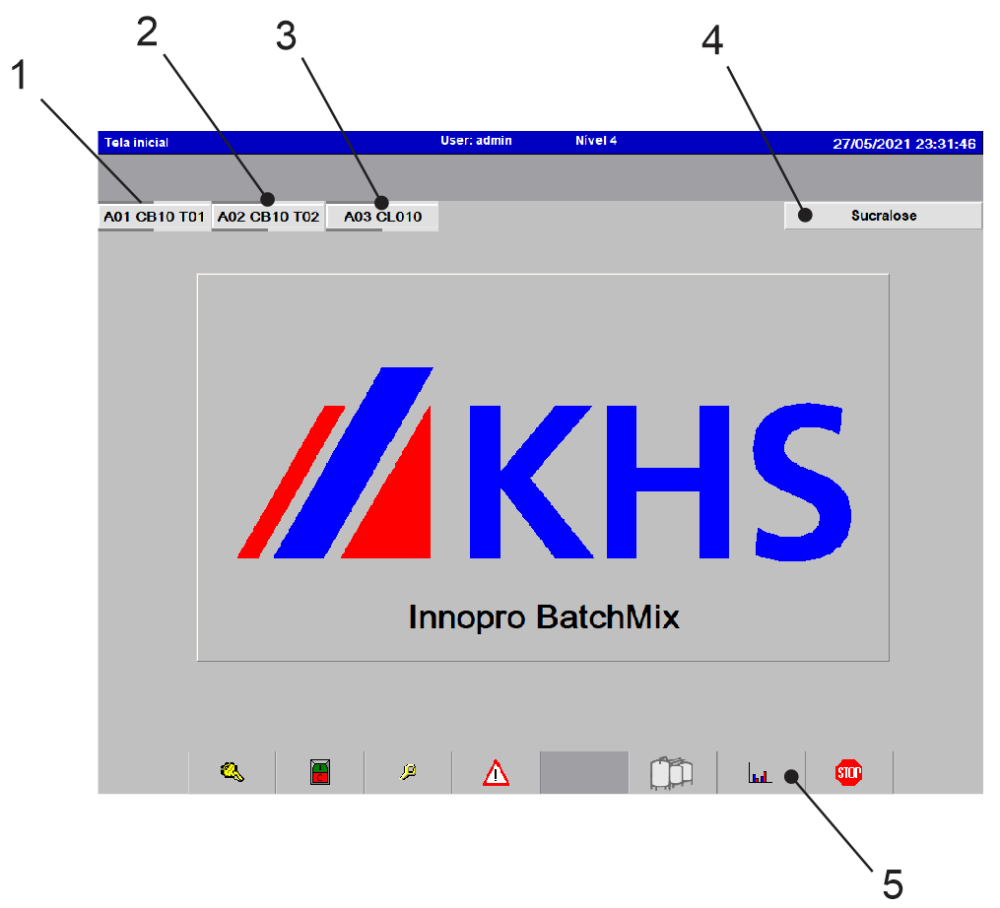 1
2
3
4
Tela inicial User: admin Nível 4 27/05/2021 23:31:46
A01 CB10 T01 A02 CB10 T02 A03 CL010 Sucralose
KHS
Innopro BatchMix
STOP
5